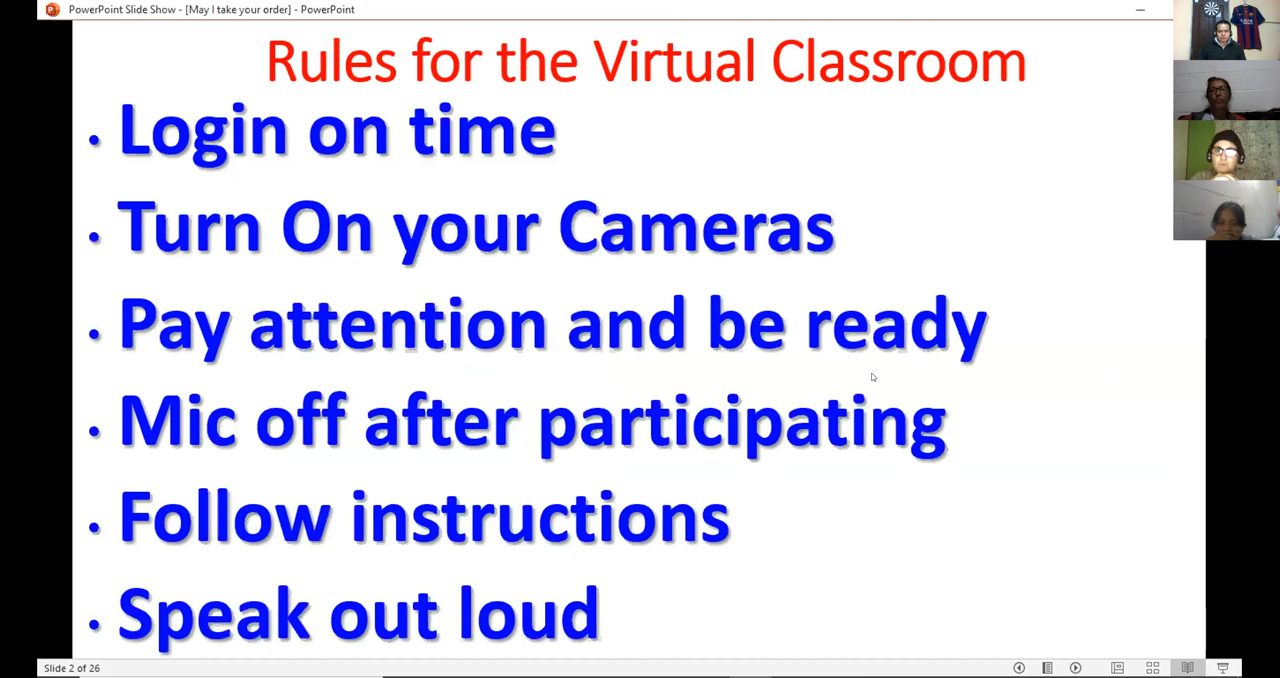 PowerPoint Slide Show - [May I take your order] - PowerPoint
Rules for the Virtual Classroom
• Login on time
• Turn On your Cameras
• Pay attention and be ready
• Mic off after participating
• Follow instructions
• Speak out loud
Slide 2 of 26